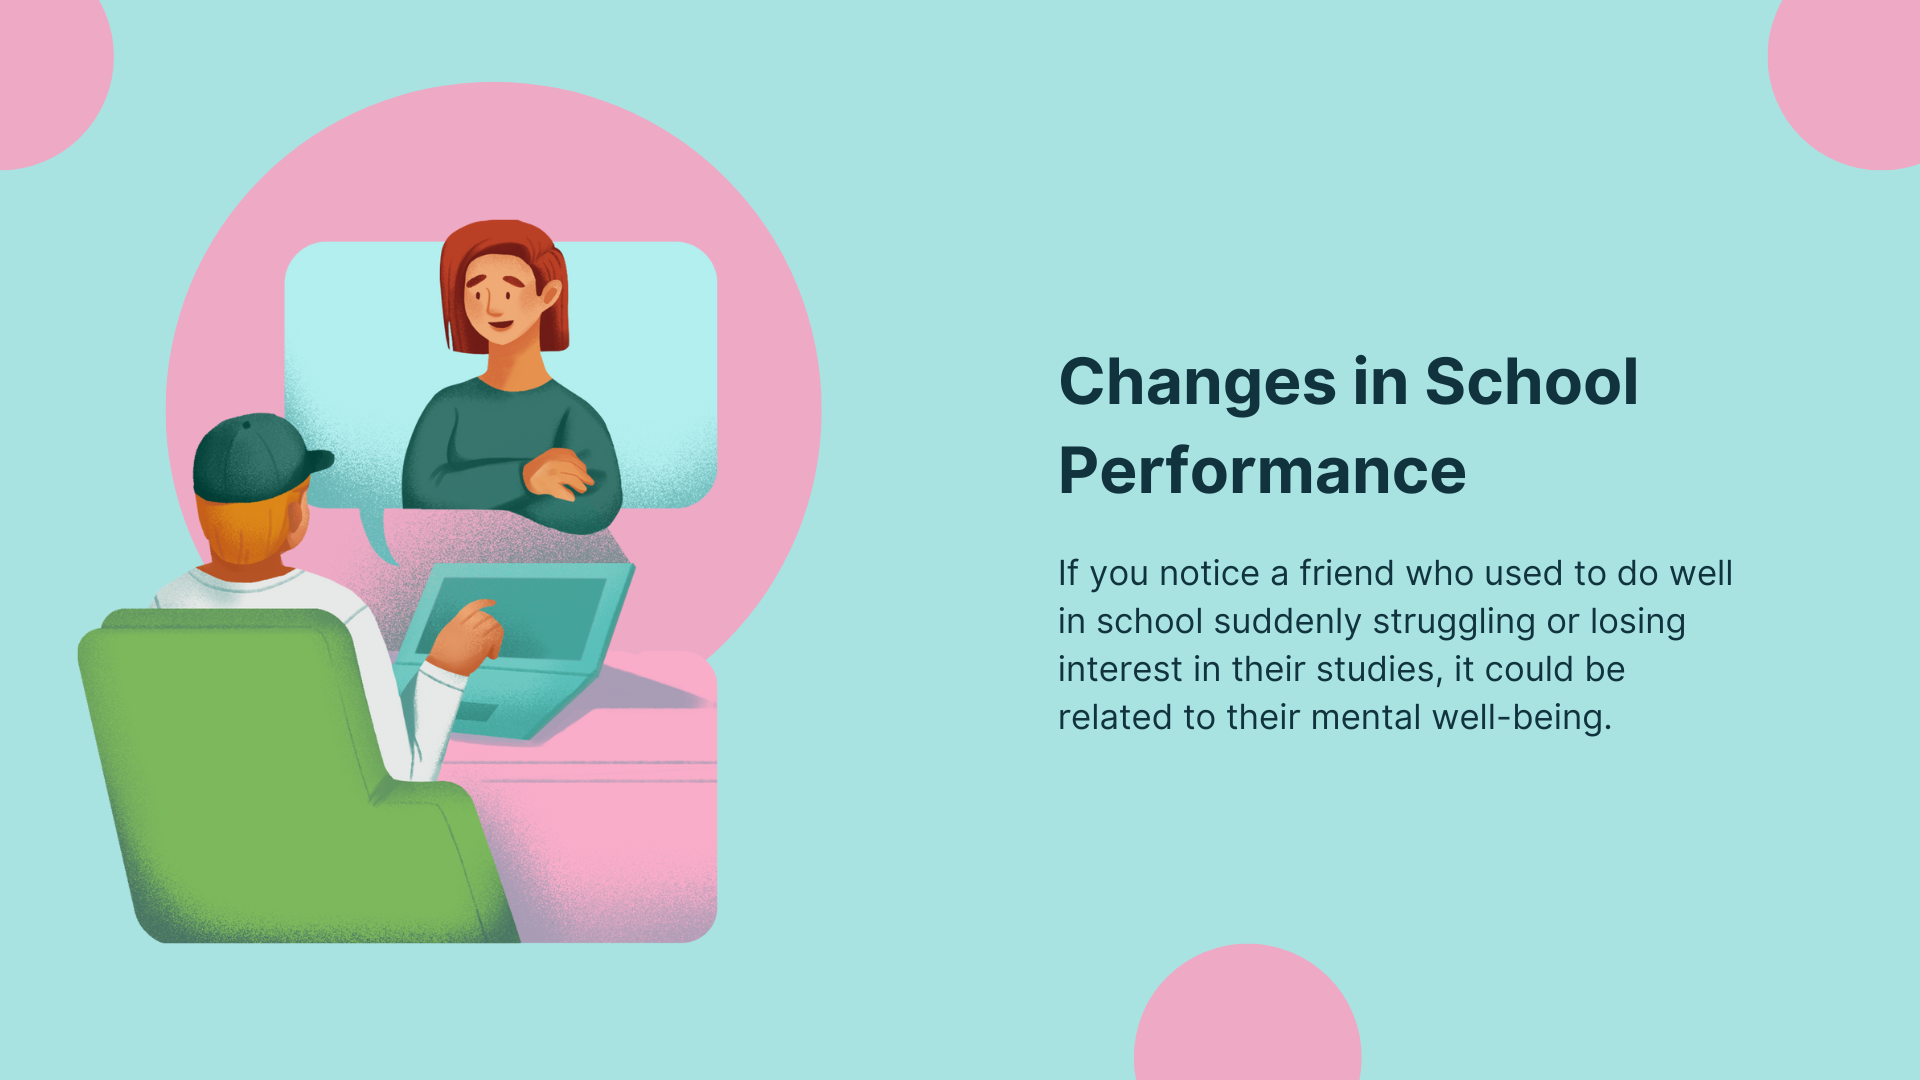 Changes in School
Performance
If you notice a friend who used to do well
in school suddenly struggling or losing
interest in their studies, it could be
related to their mental well-being.